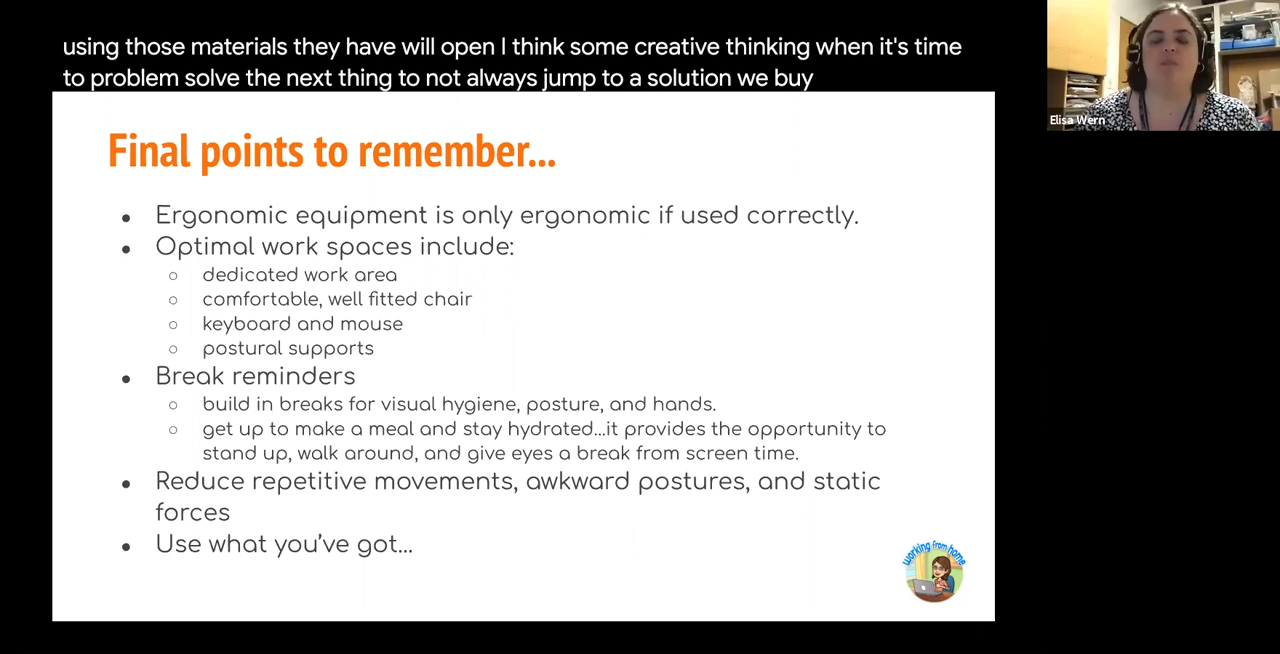 using those materials they have will open I think some creative thinking when it's time
to problem solve the next thing to not always jump to a solution we buy
Elisa Wern
Final points to remember...
● Ergonomic equipment is only ergonomic if used correctly.
● Optimal work spaces include:
○ dedicated work area
○ comfortable, well fitted chair
○ keyboard and mouse
○ postural supports
● Break reminders
○ build in breaks for visual hygiene, posture, and hands.
○ get up to make a meal and stay hydrated...it provides the opportunity to
stand up, walk around, and give eyes a break from screen time.
● Reduce repetitive movements, awkward postures, and static
forces
● Use what you've got...
working from home